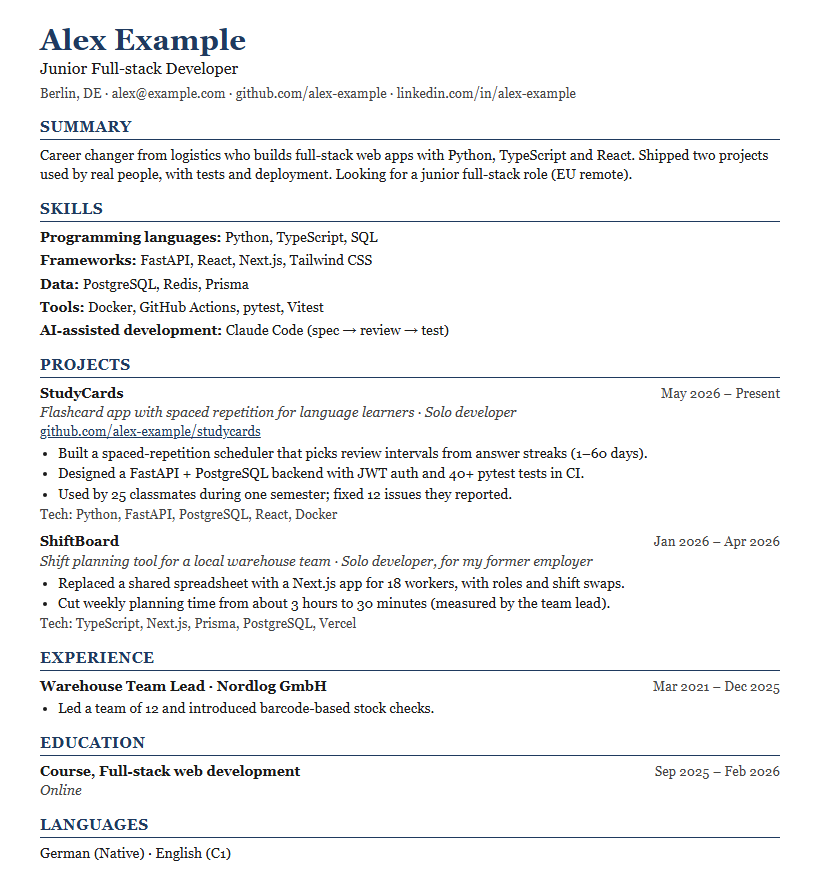 Alex Example
Junior Full-stack Developer
Berlin, DE · alex@example.com · github.com/alex-example · linkedin.com/in/alex-example
SUMMARY
Career changer from logistics who builds full-stack web apps with Python, TypeScript and React. Shipped two projects
used by real people, with tests and deployment. Looking for a junior full-stack role (EU remote).
SKILLS
Programming languages: Python, TypeScript, SQL
Frameworks: FastAPI, React, Next.js, Tailwind CSS
Data: PostgreSQL, Redis, Prisma
Tools: Docker, GitHub Actions, pytest, Vitest
AI-assisted development: Claude Code (spec → review → test)
PROJECTS
StudyCards May 2026 – Present
Flashcard app with spaced repetition for language learners · Solo developer
github.com/alex-example/studycards
• Built a spaced-repetition scheduler that picks review intervals from answer streaks (1–60 days).
• Designed a FastAPI + PostgreSQL backend with JWT auth and 40+ pytest tests in CI.
• Used by 25 classmates during one semester; fixed 12 issues they reported.
Tech: Python, FastAPI, PostgreSQL, React, Docker
ShiftBoard Jan 2026 – Apr 2026
Shift planning tool for a local warehouse team · Solo developer, for my former employer
• Replaced a shared spreadsheet with a Next.js app for 18 workers, with roles and shift swaps.
• Cut weekly planning time from about 3 hours to 30 minutes (measured by the team lead).
Tech: TypeScript, Next.js, Prisma, PostgreSQL, Vercel
EXPERIENCE
Warehouse Team Lead · Nordlog GmbH Mar 2021 – Dec 2025
• Led a team of 12 and introduced barcode-based stock checks.
EDUCATION
Course, Full-stack web development Sep 2025 – Feb 2026
Online
LANGUAGES
German (Native) · English (C1)